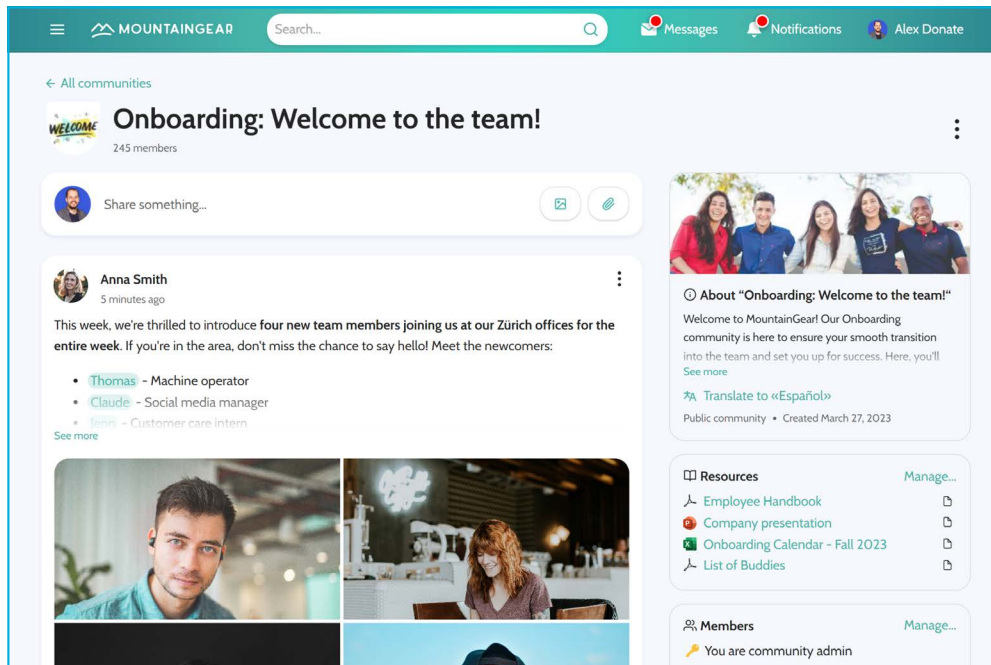 MOUNTAINGEAR
Search...
Messages
Notifications
Alex Donate
← All communities
WELCOME
Onboarding: Welcome to the team!
245 members
Share something...
Anna Smith
5 minutes ago
This week, we're thrilled to introduce four new team members joining us at our Zürich offices for the
entire week. If you're in the area, don't miss the chance to say hello! Meet the newcomers:
• Thomas - Machine operator
• Claude - Social media manager
• Jenn - Customer care intern
See more
About “Onboarding: Welcome to the team!“
Welcome to MountainGear! Our Onboarding
community is here to ensure your smooth transition
into the team and set you up for success. Here, you'll
See more
Translate to «Español»
Public community • Created March 27, 2023
Resources
Manage...
Employee Handbook
Company presentation
Onboarding Calendar - Fall 2023
List of Buddies
Members
Manage...
You are community admin